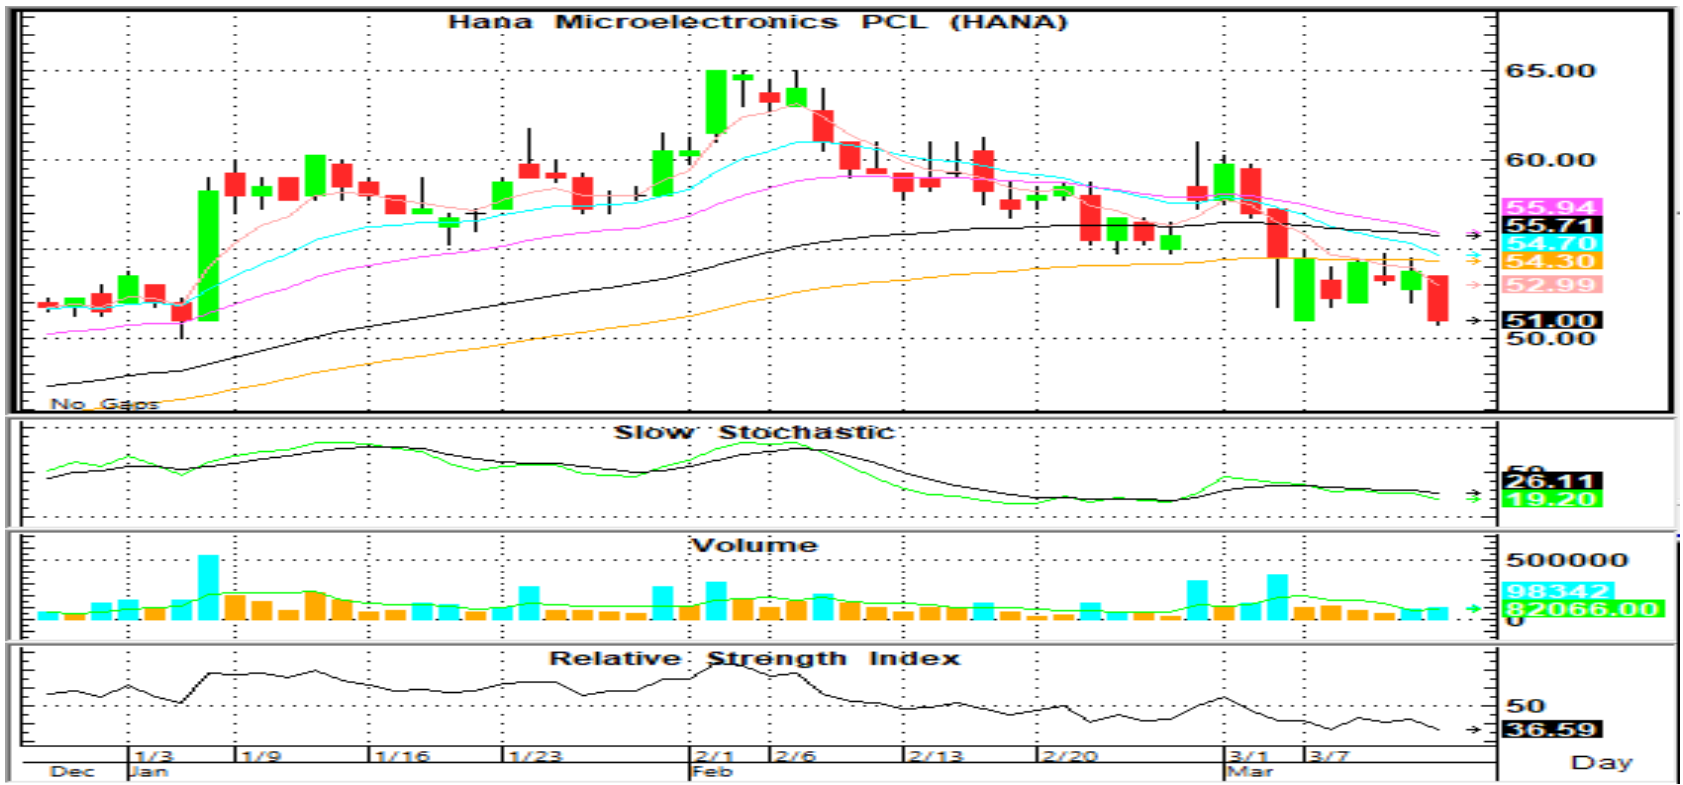 Hana Microelectronics PCL (HANA)
65.00
60.00
55.94
55.71
54.70
54.30
52.99
51.00
50.00
No Gaps
Slow Stochastic
50
26.11
19.20
Volume
500000
98342
82066.00
0
Relative Strength Index
50
36.59
1/3 1/9 1/16 1/23 2/1 2/6 2/13 2/20 3/1 3/7
Dec Jan Feb Mar
Day